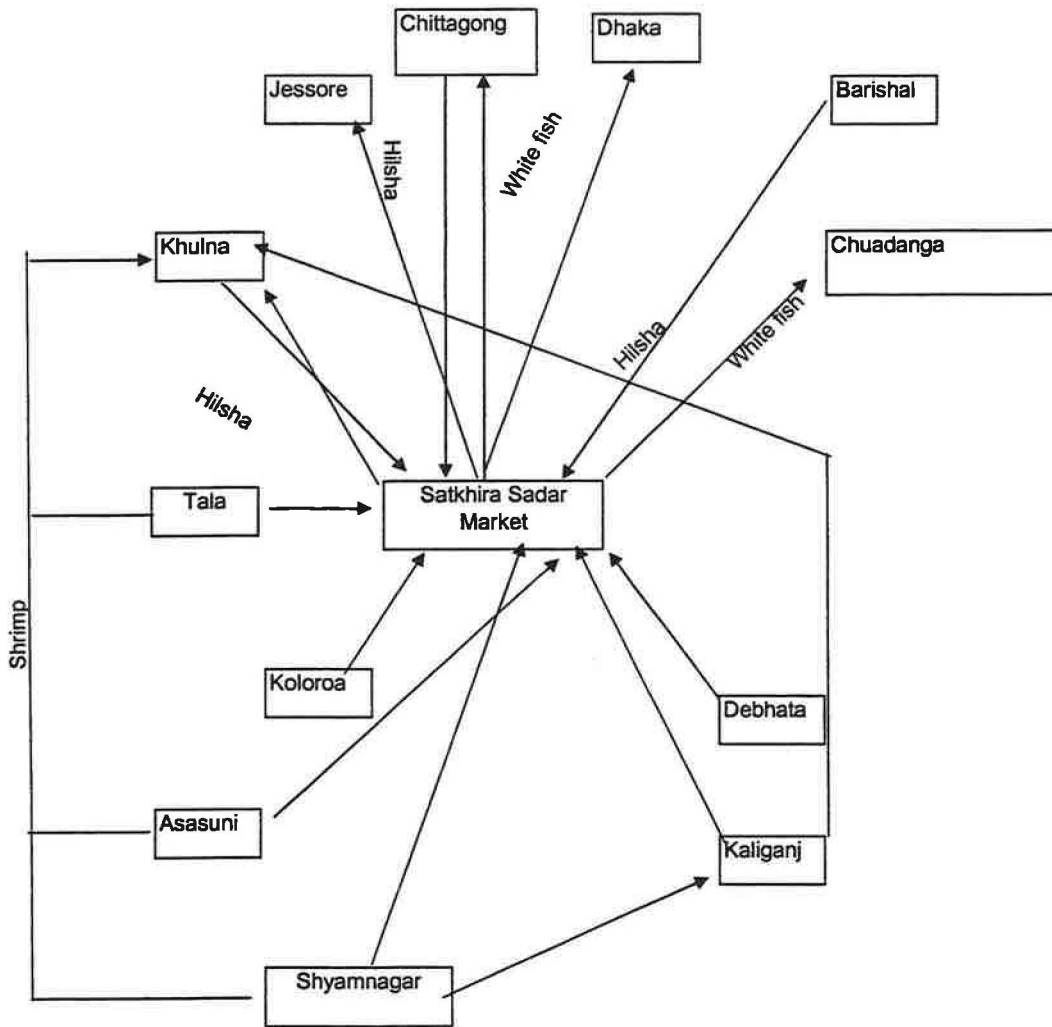 Chittagong
Dhaka
Jessore
Barishal
Hilsha
White fish
Khulna
Chuadanga
Hilsha
White fish
Hilsha
Tala
Satkhira Sadar
Market
Shrimp
Koloroa
Debhata
Asasuni
Kaliganj
Shyamnagar